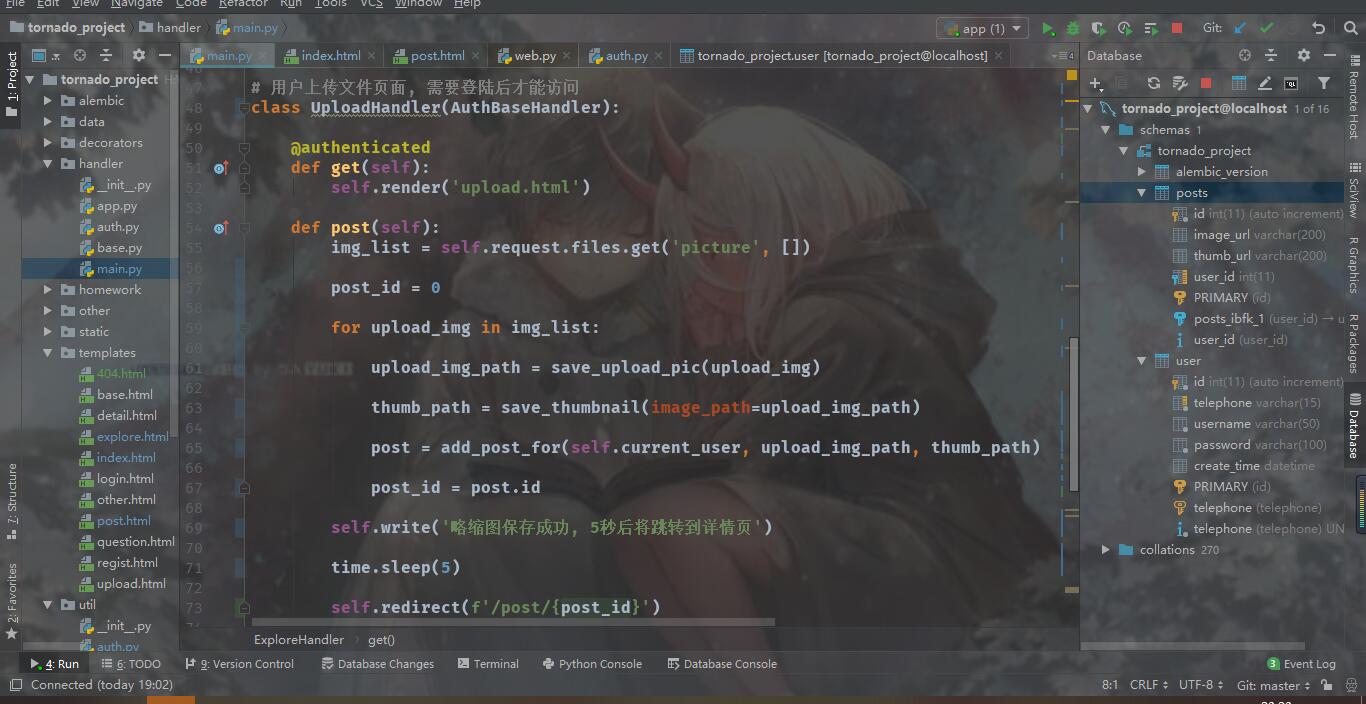 File Edit View Navigate Code Refactor Run Tools VCS Window Help
tornado_project handler main.py app (1) Git:
1: Project
main.py index.html post.html web.py auth.py tornado_project.user [tornado_project@localhost] 4 Database
tornado_project
alembic
data
decorators
handler
__init__.py
app.py
auth.py
base.py
main.py
homework
other
static
templates
404.html
base.html
detail.html
explore.html
index.html
login.html
other.html
post.html
question.html
regist.html
upload.html
util
__init__.py
auth.py
7: Structure
2: Favorites
# 用户上传文件页面，需要登陆后才能访问
48 class UploadHandler(AuthBaseHandler):
49
50 @authenticated
51 def get(self):
52 self.render('upload.html')
53
54 def post(self):
55 img_list = self.request.files.get('picture', [])
56
57 post_id = 0
58
59 for upload_img in img_list:
60
61 upload_img_path = save_upload_pic(upload_img)
62
63 thumb_path = save_thumbnail(image_path=upload_img_path)
64
65 post = add_post_for(self.current_user, upload_img_path, thumb_path)
66
67 post_id = post.id
68
69 self.write('略缩图保存成功，5秒后将跳转到详情页')
70
71 time.sleep(5)
72
73 self.redirect(f'/post/{post_id}')
ExploreHandler get()
tornado_project@localhost 1 of 16
schemas 1
tornado_project
alembic_version
posts
id int(11) (auto increment)
image_url varchar(200)
thumb_url varchar(200)
user_id int(11)
PRIMARY (id)
posts_ibfk_1 (user_id) → u
user_id (user_id)
user
id int(11) (auto increment)
telephone varchar(15)
username varchar(50)
password varchar(100)
create_time datetime
PRIMARY (id)
telephone (telephone)
telephone (telephone) UN
collations 270
Remote Host
SciView
R Graphics
R Packages
Database
4: Run 6: TODO 9: Version Control Database Changes Terminal Python Console Database Console 3 Event Log
Connected (today 19:02) 8:1 CRLF UTF-8 Git: master